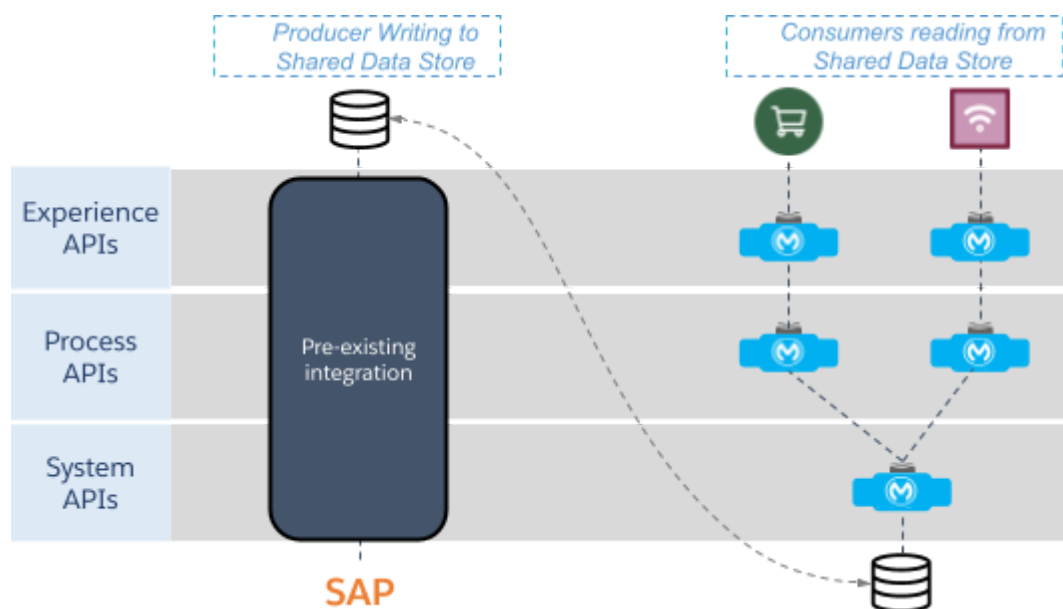 Producer Writing to
Shared Data Store
Consumers reading from
Shared Data Store
Experience
APIs
Process
APIs
Pre-existing
integration
System
APIs
SAP